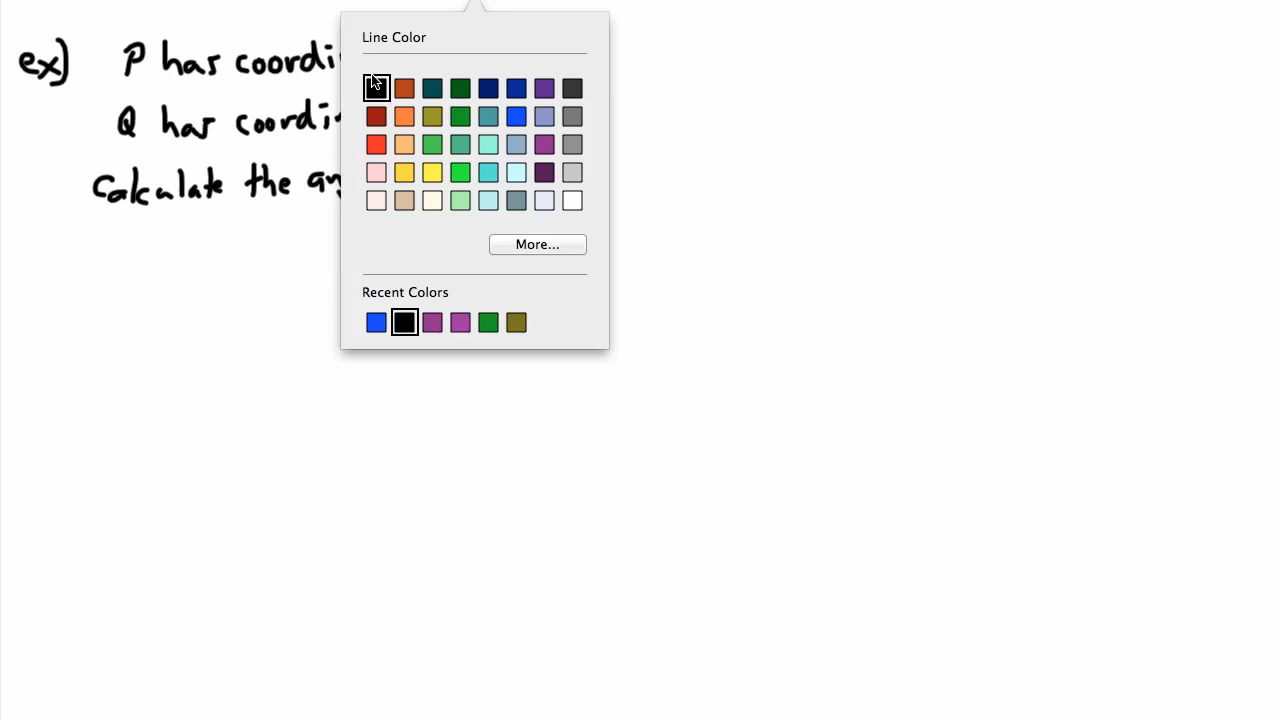 Line Color
ex) P has coordi
Q has coordi
Calculate the
More...
Recent Colors